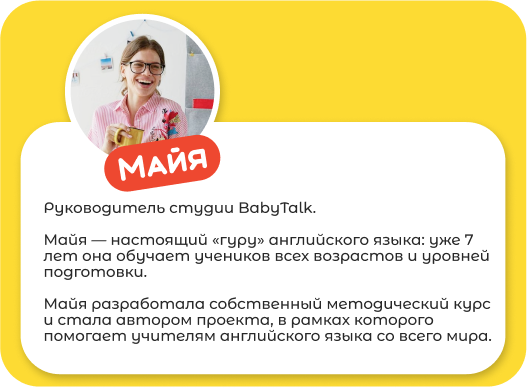 Майя
Руководитель студии BabyTalk.
Майя — настоящий «гуру» английского языка: уже 7
лет она обучает учеников всех возрастов и уровней
подготовки.
Майя разработала собственный методический курс
и стала автором проекта, в рамках которого
помогает учителям английского языка со всего мира.